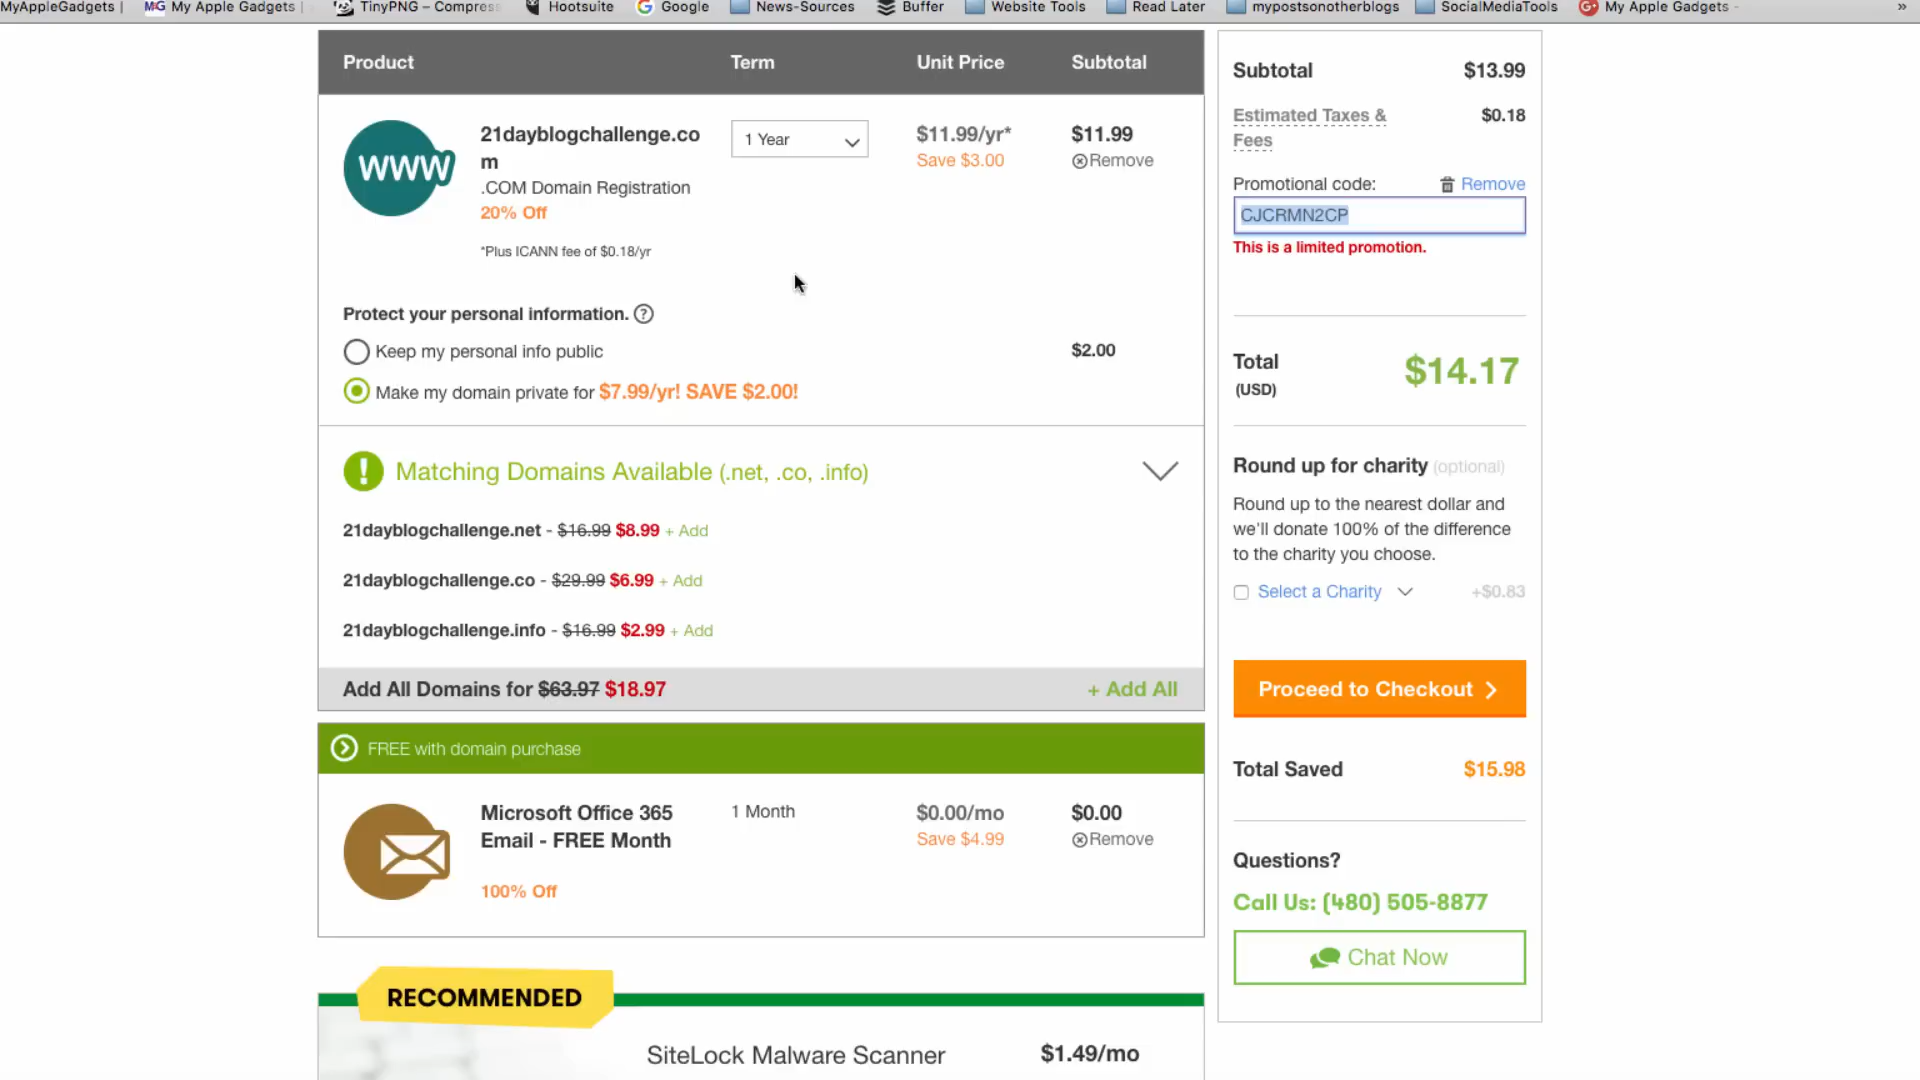 MyAppleGadgets |
MG My Apple Gadgets |
TinyPNG – Compress
Hootsuite
Google
News-Sources
Buffer
Website Tools
Read Later
mypostsonotherblogs
SocialMediaTools
My Apple Gadgets -
»
Product Term Unit Price Subtotal
WWW
21dayblogchallenge.co
m
.COM Domain Registration
20% Off
*Plus ICANN fee of $0.18/yr
1 Year
$11.99/yr*
Save $3.00
$11.99
Remove
Protect your personal information. ?
Keep my personal info public
$2.00
Make my domain private for $7.99/yr! SAVE $2.00!
! Matching Domains Available (.net, .co, .info)
21dayblogchallenge.net - $16.99 $8.99 + Add
21dayblogchallenge.co - $29.99 $6.99 + Add
21dayblogchallenge.info - $16.99 $2.99 + Add
Add All Domains for $63.97 $18.97 + Add All
FREE with domain purchase
Microsoft Office 365
Email - FREE Month
100% Off
1 Month
$0.00/mo
Save $4.99
$0.00
Remove
RECOMMENDED
SiteLock Malware Scanner $1.49/mo
Subtotal $13.99
Estimated Taxes & $0.18
Fees
Promotional code: Remove
CJCRMN2CP
This is a limited promotion.
Total $14.17
(USD)
Round up for charity (optional)
Round up to the nearest dollar and
we'll donate 100% of the difference
to the charity you choose.
Select a Charity +$0.83
Proceed to Checkout
Total Saved $15.98
Questions?
Call Us: (480) 505-8877
Chat Now